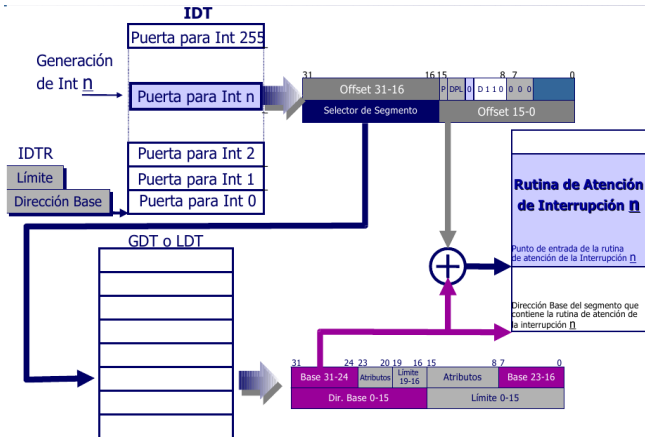 IDT
Puerta para Int 255
Generación
de Int n
Puerta para Int n
31
16 15
8 7
0
Offset 31-16
P DPL 0 D 1 1 0 0 0 0
Selector de Segmento
Offset 15-0
IDTR
Límite
Dirección Base
Puerta para Int 2
Puerta para Int 1
Puerta para Int 0
Rutina de Atención
de Interrupción n
Punto de entrada de la rutina
de atención de la Interrupción n
Dirección Base del segmento que
contiene la rutina de atención de
la interrupción n
GDT o LDT
+
31
24 23
20 19
16 15
8 7
0
Base 31-24
Atributos
Límite
19-16
Atributos
Base 23-16
Dir. Base 0-15
Límite 0-15